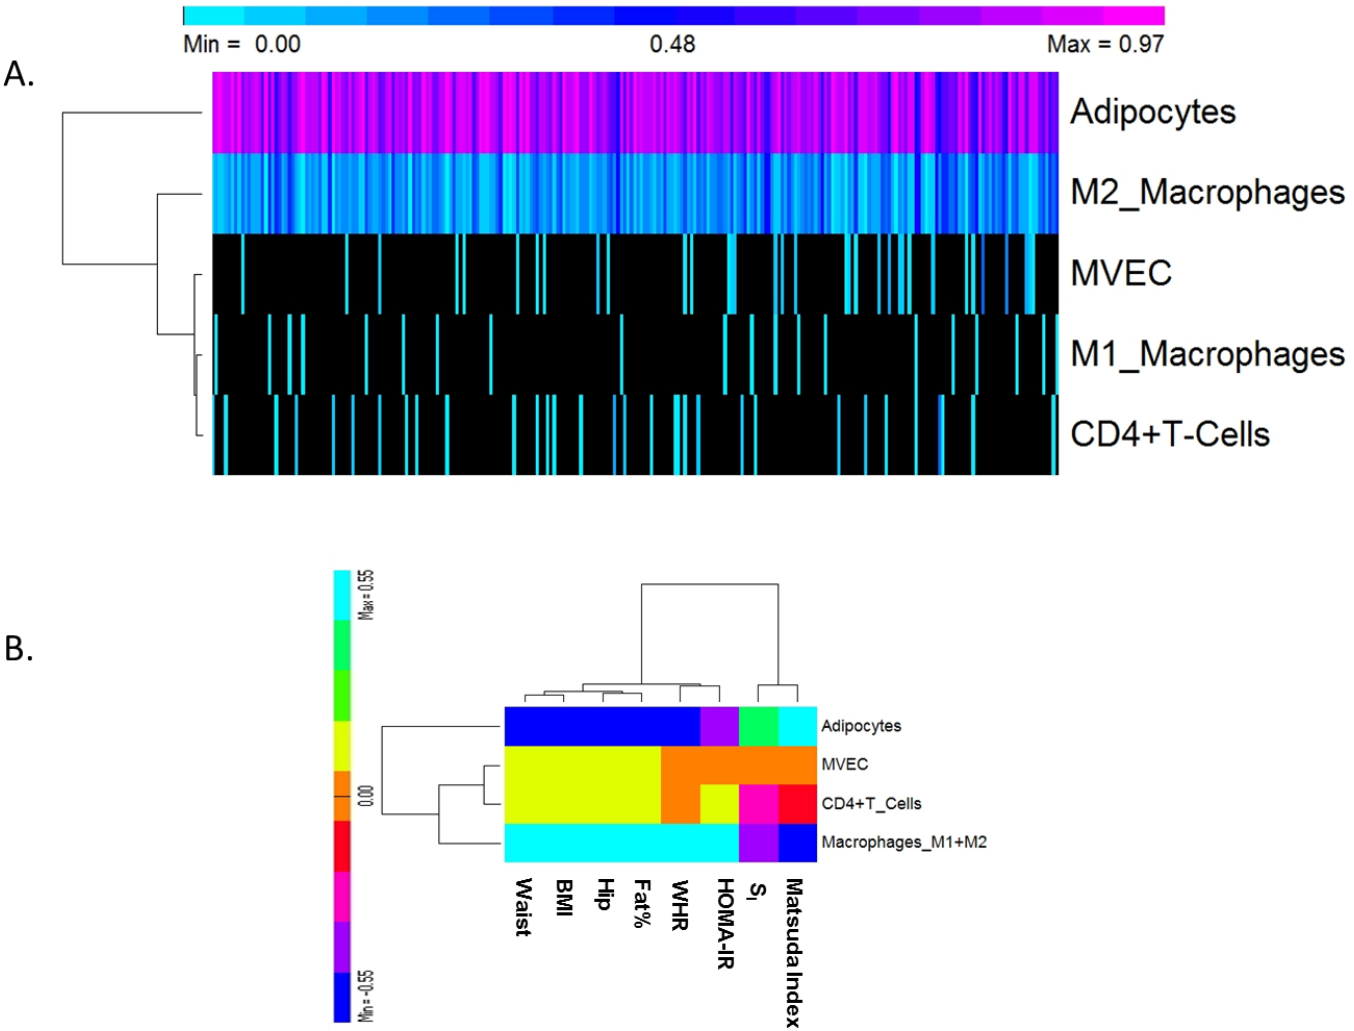 Min = 0.00 0.48 Max = 0.97
A.
Adipocytes
M2_Macrophages
MVEC
M1_Macrophages
CD4+T-Cells
B.
Max = 0.55
0.00
Min = -0.55
Adipocytes
MVEC
CD4+T_Cells
Macrophages_M1+M2
Waist
BMI
Hip
Fat%
WHR
HOMA-IR
SI
Matsuda Index